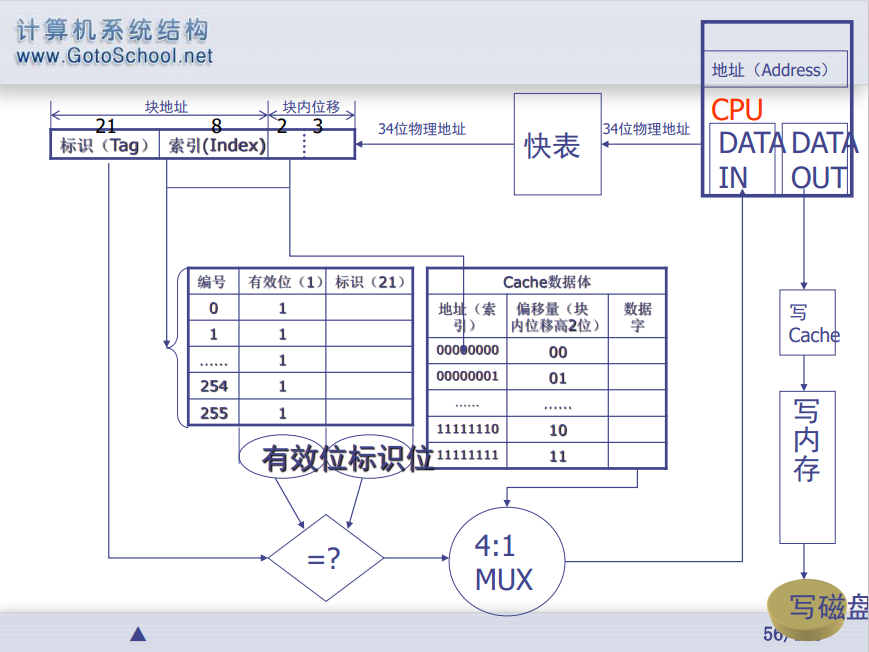 计算机系统结构
www.GotoSchool.net
地址（Address）
CPU
DATA IN
DATA OUT
块地址
块内位移
21
8
2
3
标识（Tag）
索引(Index)
34位物理地址
快表
34位物理地址
写
Cache
写
内
存
写磁盘
编号
有效位（1）
标识（21）
0
1
1
1
......
1
254
1
255
1
Cache数据体
地址（索
引）
偏移量（块
内位移高2位）
数据
字
00000000
00
00000001
01
......
......
11111110
10
11111111
11
有效位
标识位
=?
4:1
MUX
56/